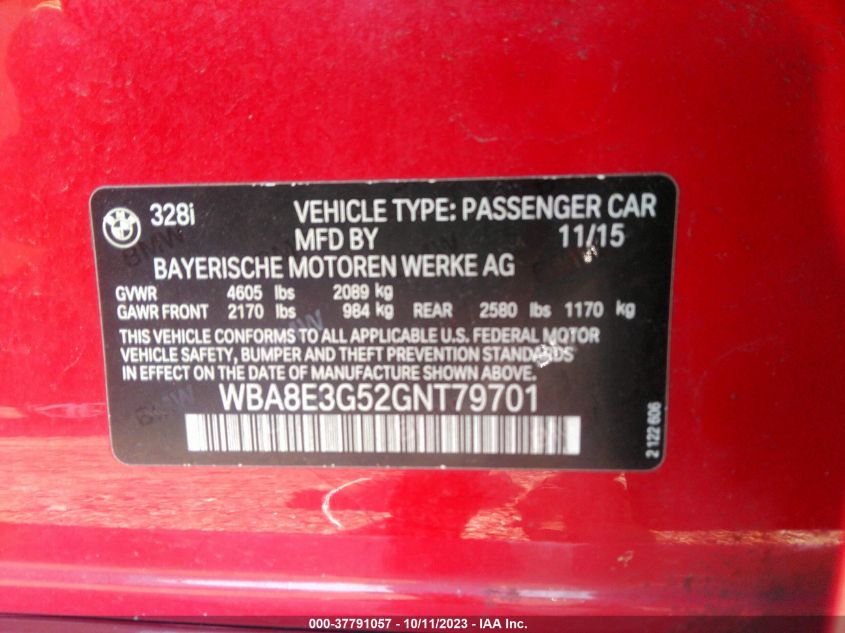 BMW 328i VEHICLE TYPE: PASSENGER CAR
MFD BY 11/15
BAYERISCHE MOTOREN WERKE AG
GVWR 4605 lbs 2089 kg
GAWR FRONT 2170 lbs 984 kg REAR 2580 lbs 1170 kg
THIS VEHICLE CONFORMS TO ALL APPLICABLE U.S. FEDERAL MOTOR
VEHICLE SAFETY, BUMPER AND THEFT PREVENTION STANDARDS
IN EFFECT ON THE DATE OF MANUFACTURE SHOWN ABOVE.
WBA8E3G52GNT79701
2 122 606
000-37791057 - 10/11/2023 - IAA, Inc.